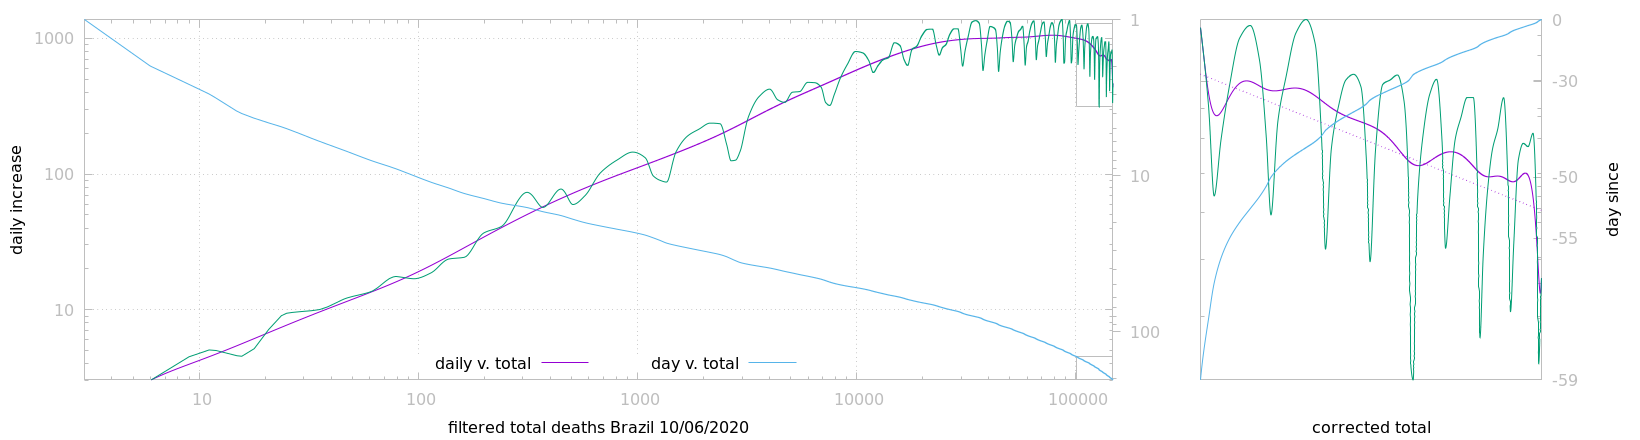 1000
100
10
daily increase
10
100
1000
10000
100000
1
10
100
daily v. total
day v. total
filtered total deaths Brazil 10/06/2020
0
-30
-50
-55
-59
day since
corrected total